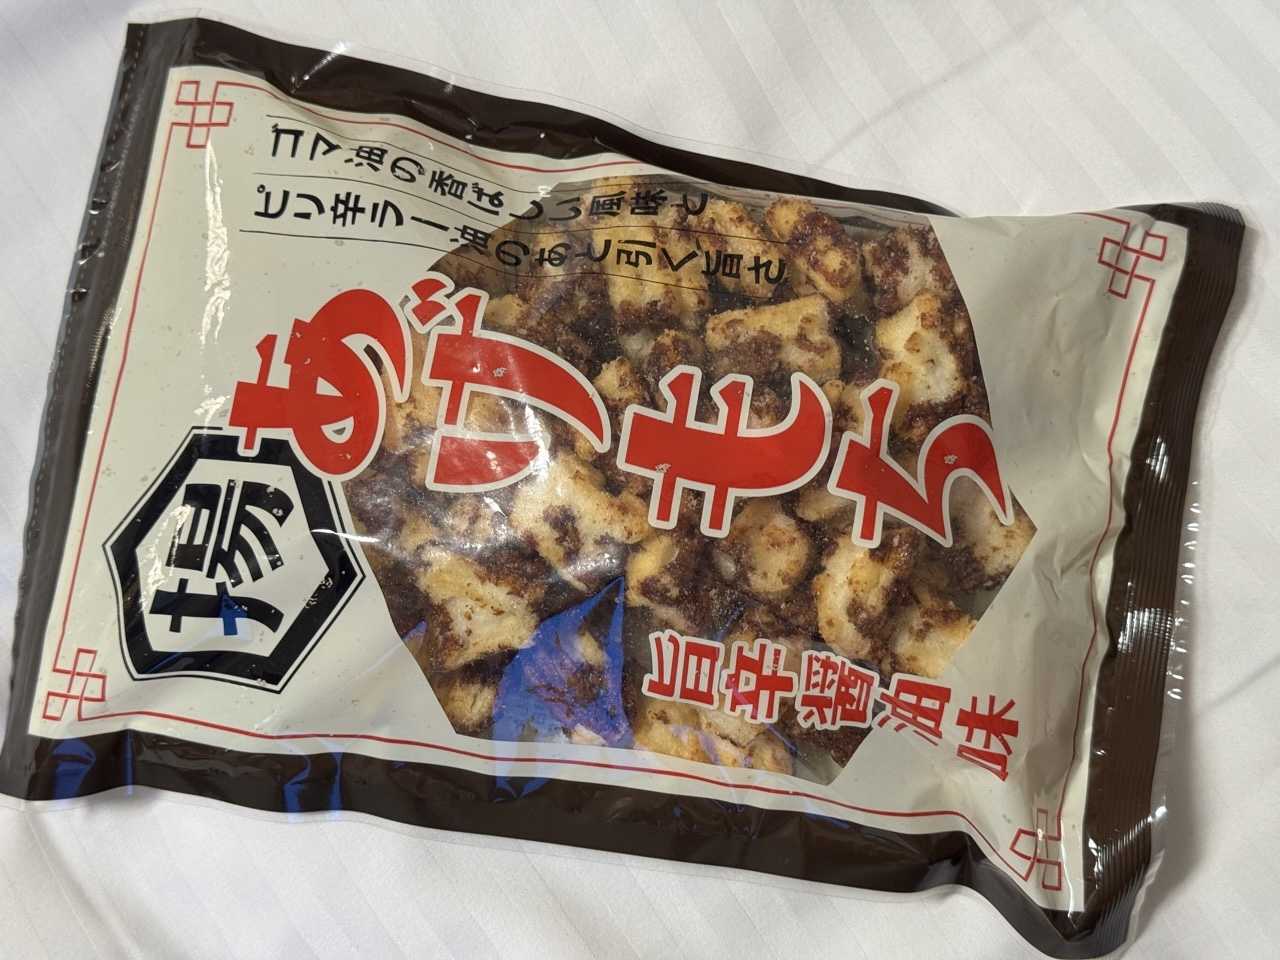 ゴマ油の香ばしい風味と
ピリ辛ラー油のあと引く旨さ
揚
あげもち
旨辛醤油味